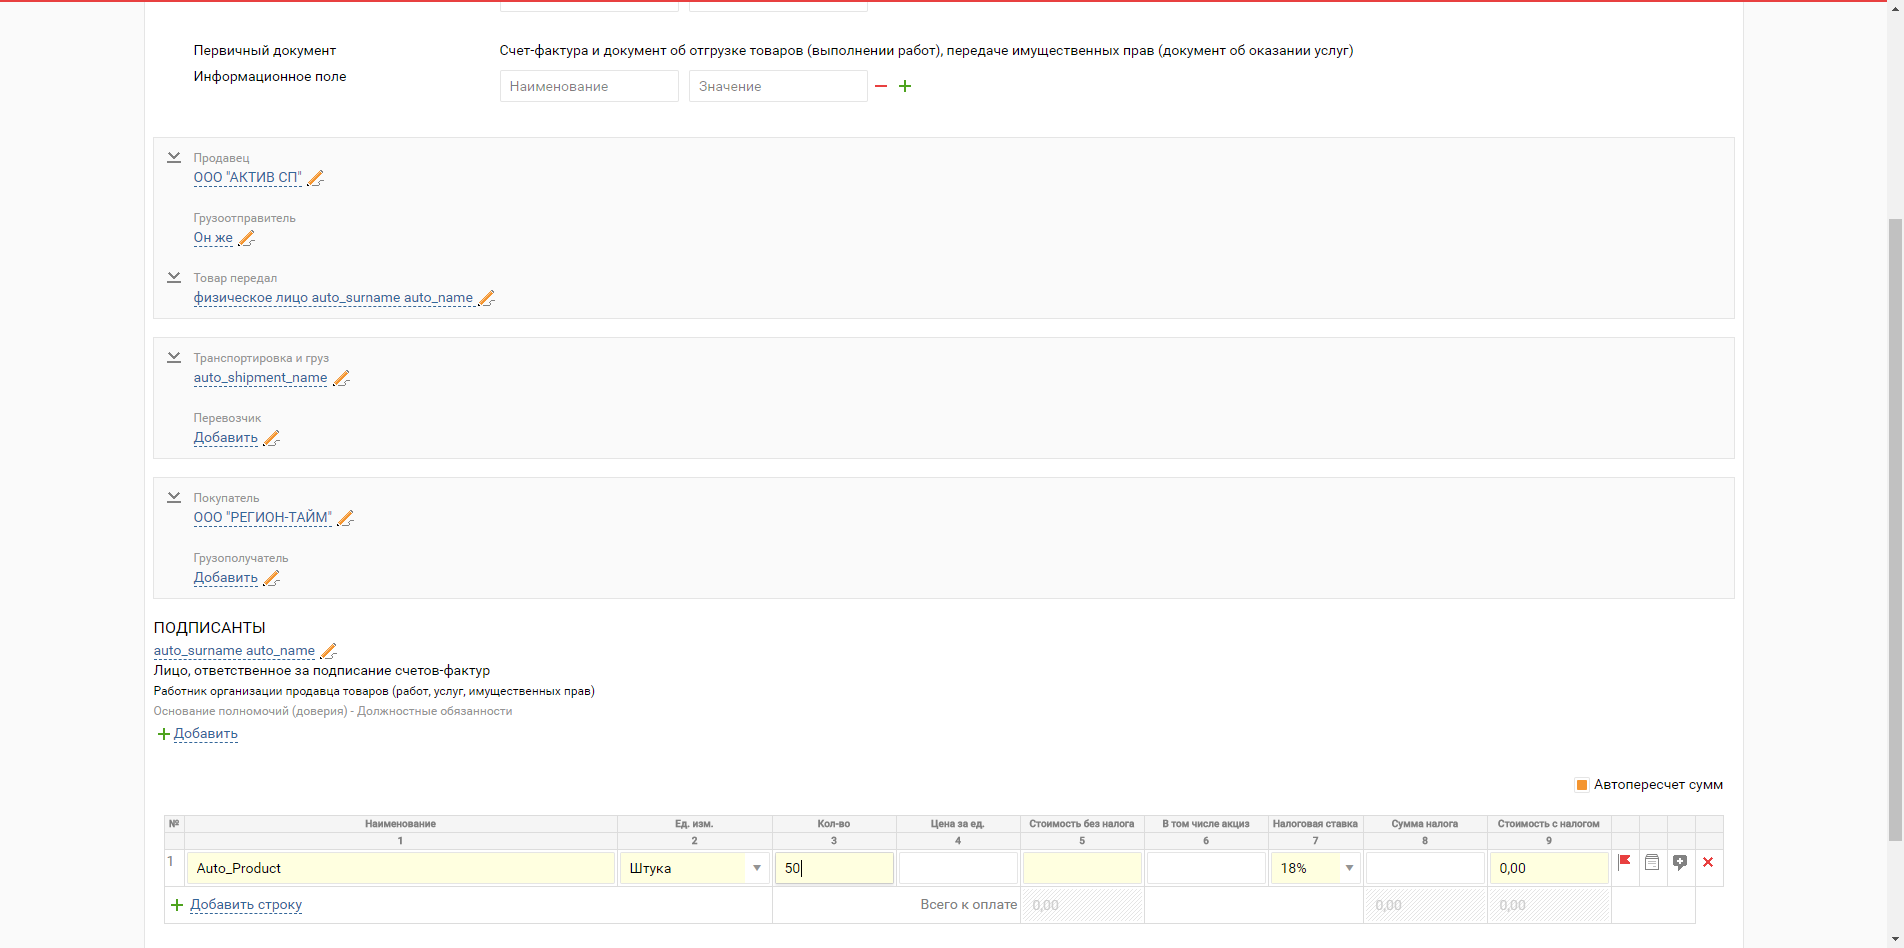 Первичный документ
Счет-фактура и документ об отгрузке товаров (выполнении работ), передаче имущественных прав (документ об оказании услуг)
Информационное поле
Наименование
Значение
Продавец
ООО "АКТИВ СП"
Грузоотправитель
Он же
Товар передал
физическое лицо auto_surname auto_name
Транспортировка и груз
auto_shipment_name
Перевозчик
Добавить
Покупатель
ООО "РЕГИОН-ТАЙМ"
Грузополучатель
Добавить
ПОДПИСАНТЫ
auto_surname auto_name
Лицо, ответственное за подписание счетов-фактур
Работник организации продавца товаров (работ, услуг, имущественных прав)
Основание полномочий (доверия) - Должностные обязанности
Добавить
Автопересчет сумм
№ Наименование Ед. изм. Кол-во Цена за ед. Стоимость без налога В том числе акциз Налоговая ставка Сумма налога Стоимость с налогом
1 2 3 4 5 6 7 8 9
1 Auto_Product Штука 50 18% 0,00
Добавить строку Всего к оплате 0,00 0,00 0,00